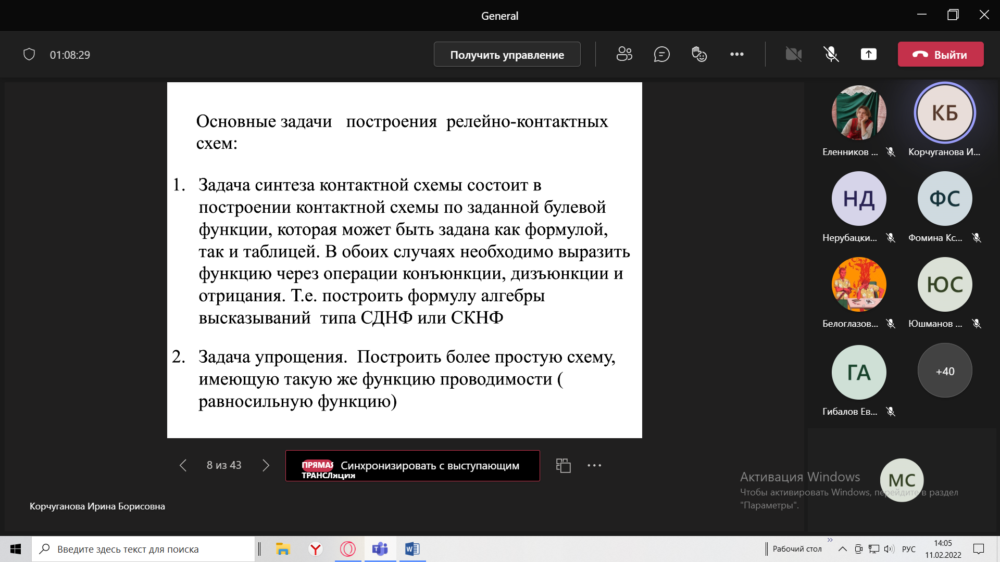 General
01:08:29
Получить управление
Выйти
Основные задачи построения релейно-контактных
схем:
1. Задача синтеза контактной схемы состоит в
построении контактной схемы по заданной булевой
функции, которая может быть задана как формулой,
так и таблицей. В обоих случаях необходимо выразить
функцию через операции конъюнкции, дизъюнкции и
отрицания. Т.е. построить формулу алгебры
высказываний типа СДНФ или СКНФ
2. Задача упрощения. Построить более простую схему,
имеющую такую же функцию проводимости (
равносильную функцию)
КБ
Еленников ...
Корчуганова И...
НД
ФС
Нерубацки...
Фомина Кс...
ЮС
Белоглазов...
Юшманов ...
ГА
+40
Гибалов Ев...
8 из 43
ПРЯМАЯ
ТРАНСЛяция
Синхронизировать с выступающим
МС
Активация Windows
Чтобы активировать Windows, перейдите в раздел
"Параметры".
Корчуганова Ирина Борисовна
Введите здесь текст для поиска
Рабочий стол
РУС
14:05
11.02.2022